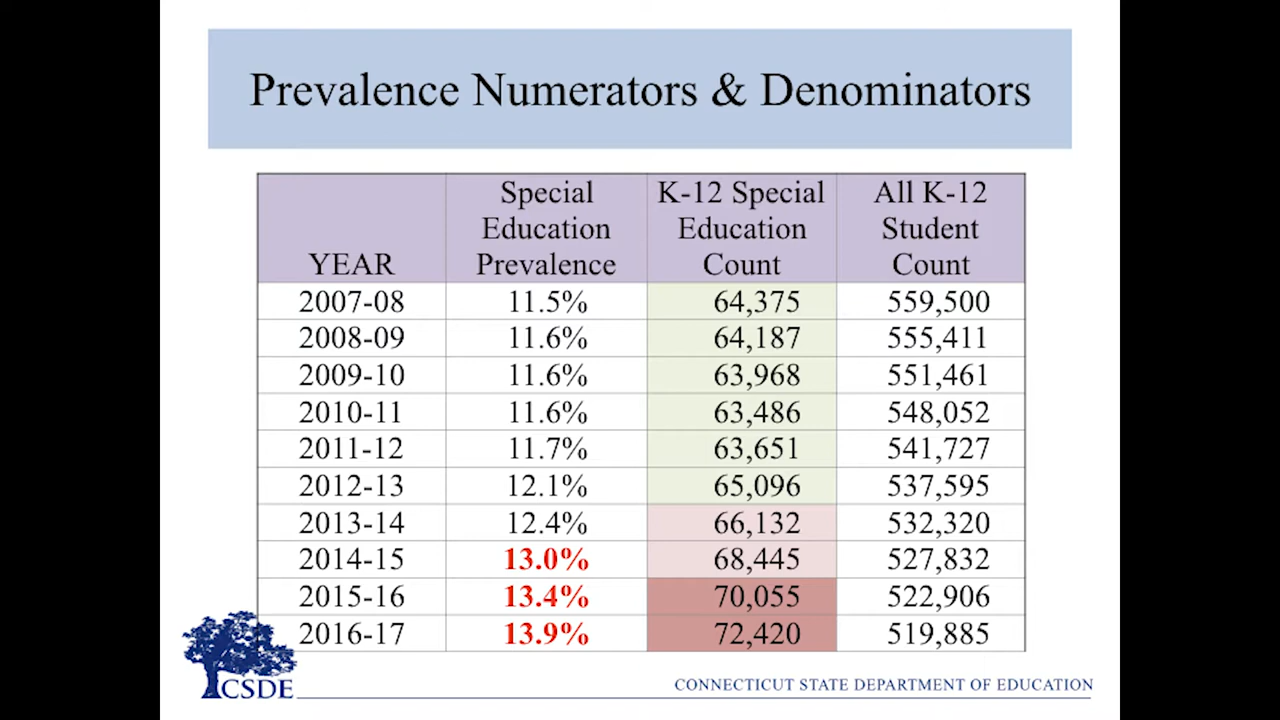 Prevalence Numerators & Denominators
YEAR Special Education Prevalence K-12 Special Education Count All K-12 Student Count
2007-08 11.5% 64,375 559,500
2008-09 11.6% 64,187 555,411
2009-10 11.6% 63,968 551,461
2010-11 11.6% 63,486 548,052
2011-12 11.7% 63,651 541,727
2012-13 12.1% 65,096 537,595
2013-14 12.4% 66,132 532,320
2014-15 13.0% 68,445 527,832
2015-16 13.4% 70,055 522,906
2016-17 13.9% 72,420 519,885
CSDE
CONNECTICUT STATE DEPARTMENT OF EDUCATION